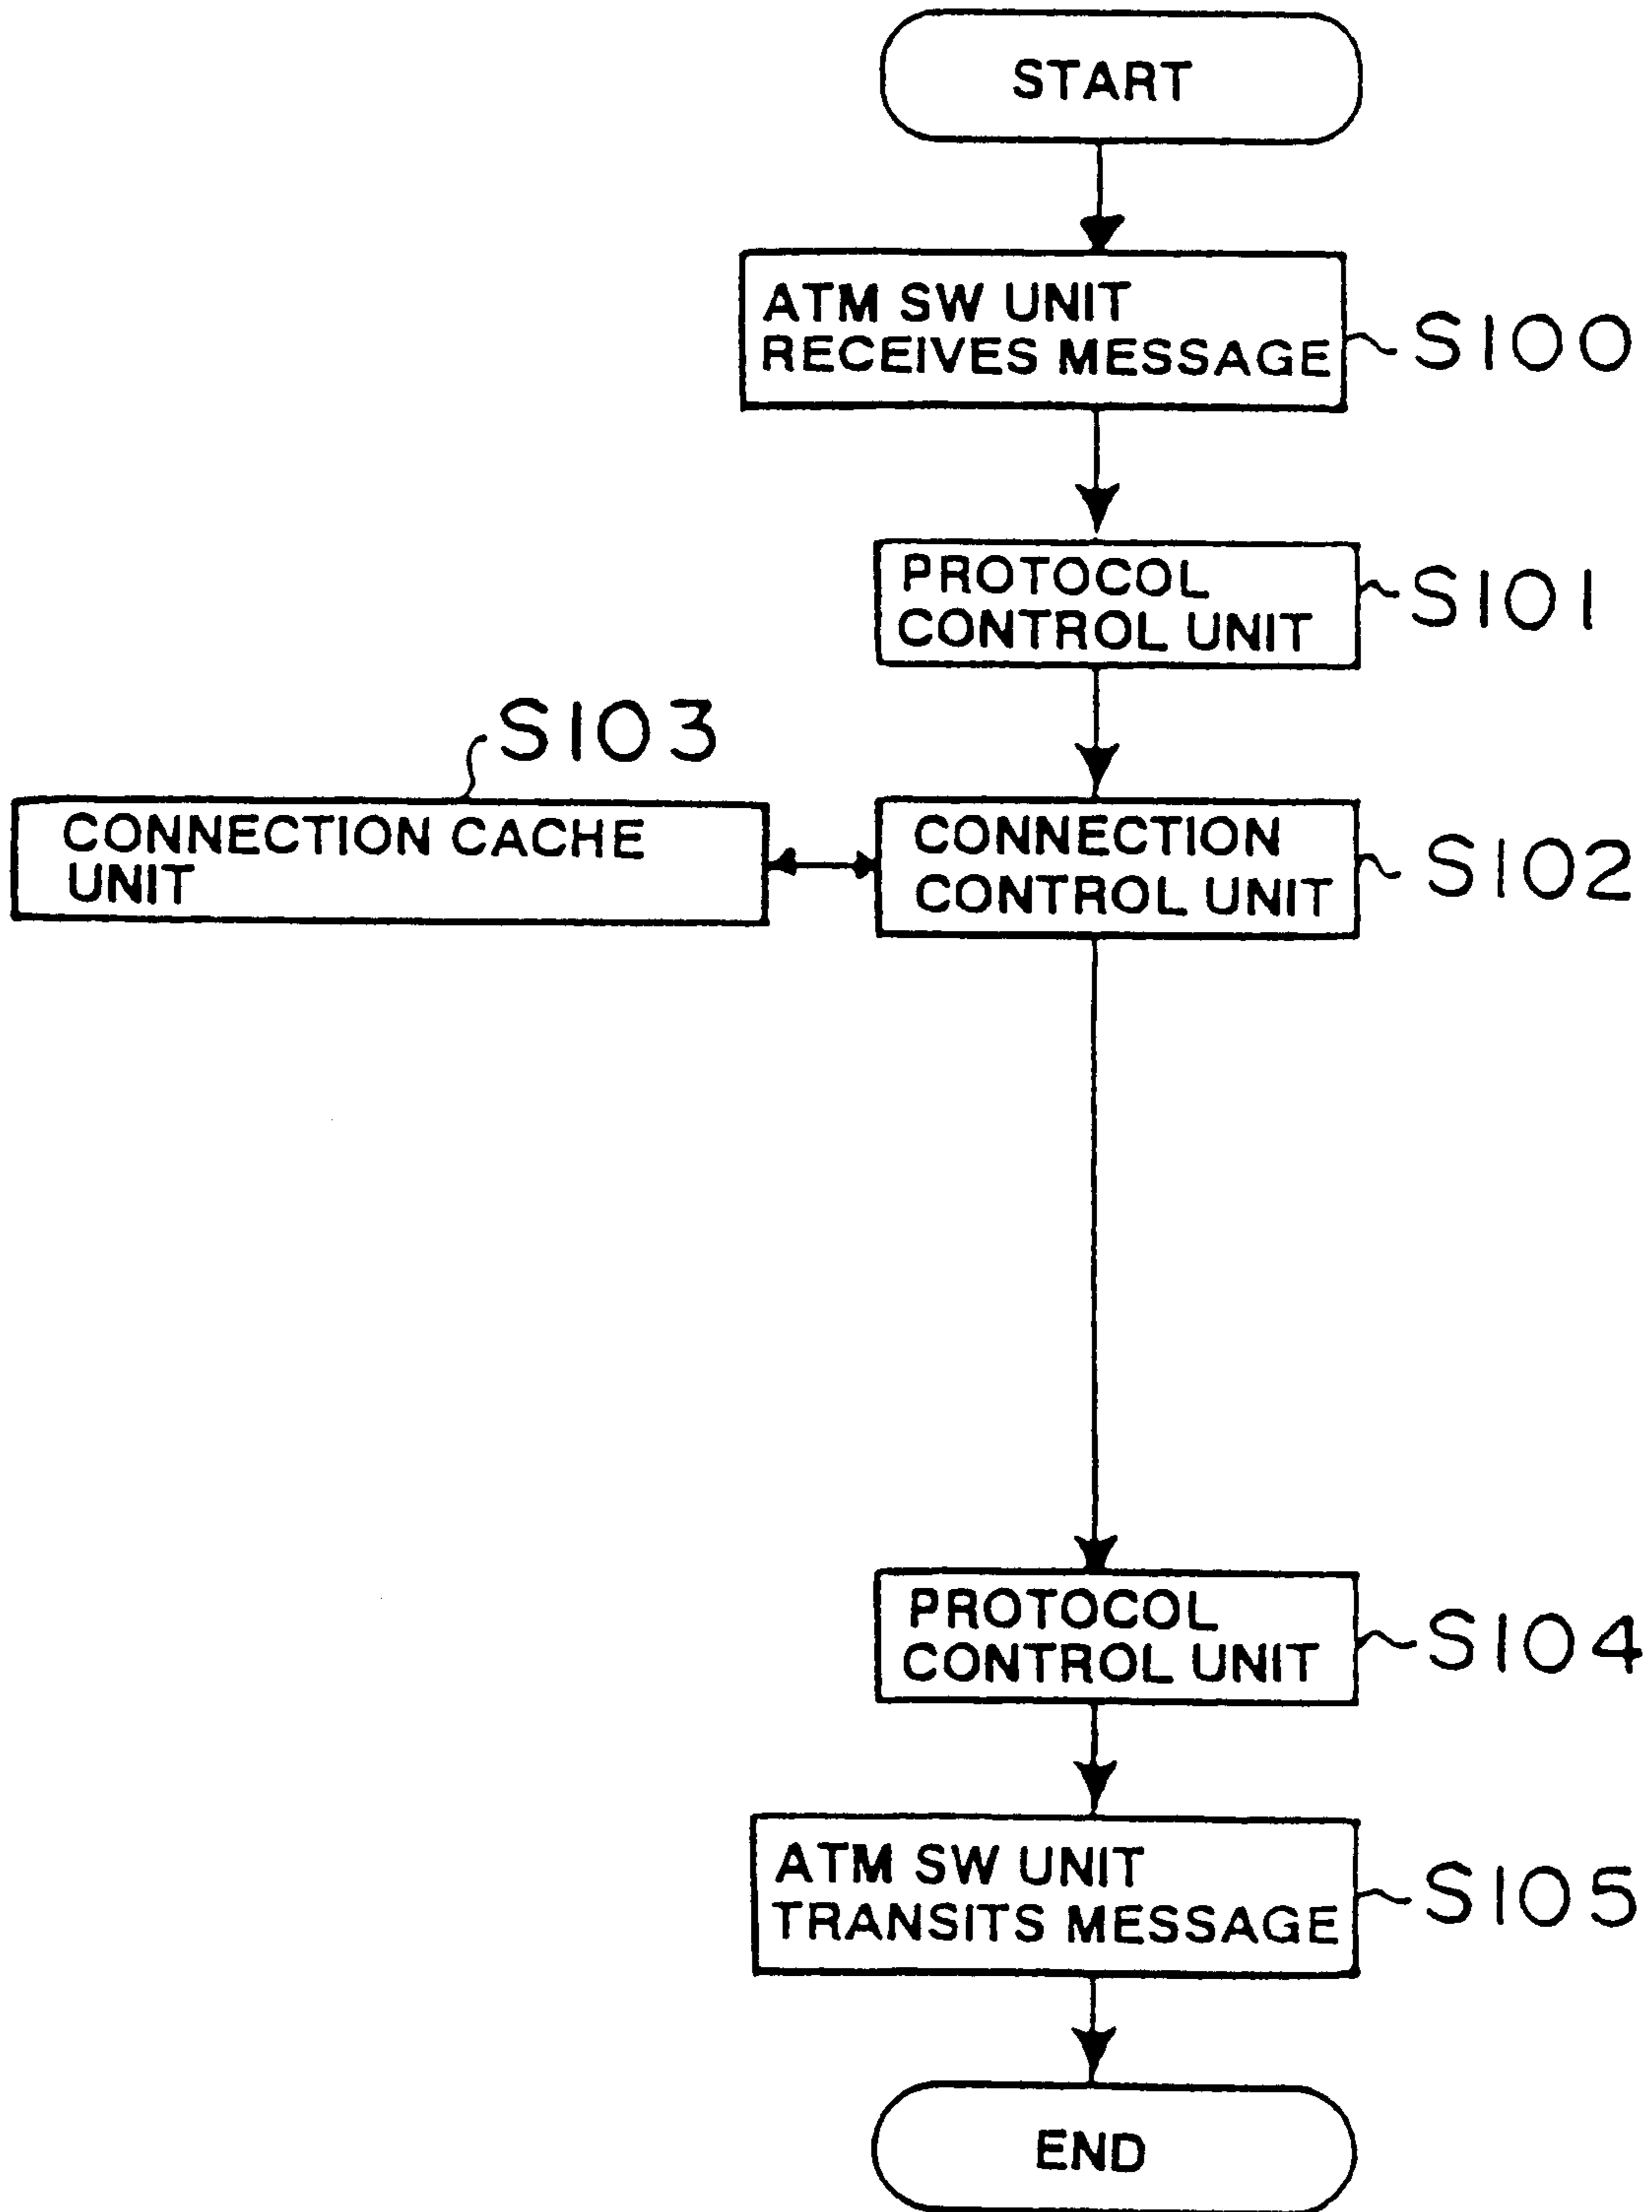 START
ATM SW UNIT
RECEIVES MESSAGE
S100
PROTOCOL
CONTROL UNIT
S101
S103
CONNECTION CACHE
UNIT
CONNECTION
CONTROL UNIT
S102
PROTOCOL
CONTROL UNIT
S104
ATM SW UNIT
TRANSITS MESSAGE
S105
END